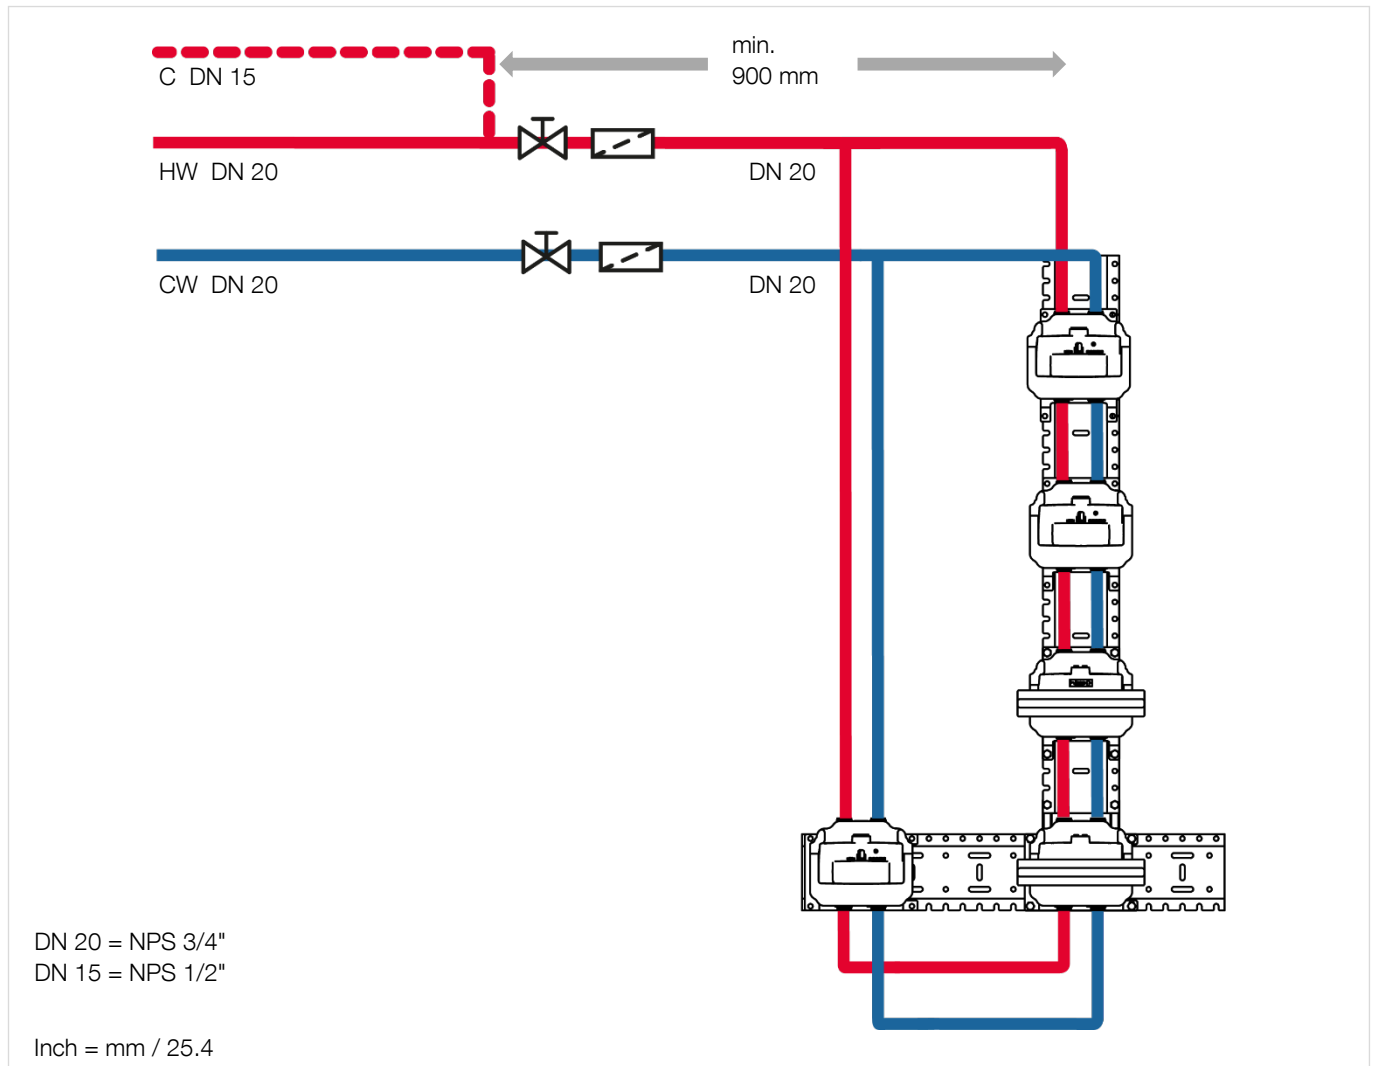 min.
900 mm
C DN 15
HW DN 20
DN 20
CW DN 20
DN 20
DN 20 = NPS 3/4"
DN 15 = NPS 1/2"
Inch = mm / 25.4